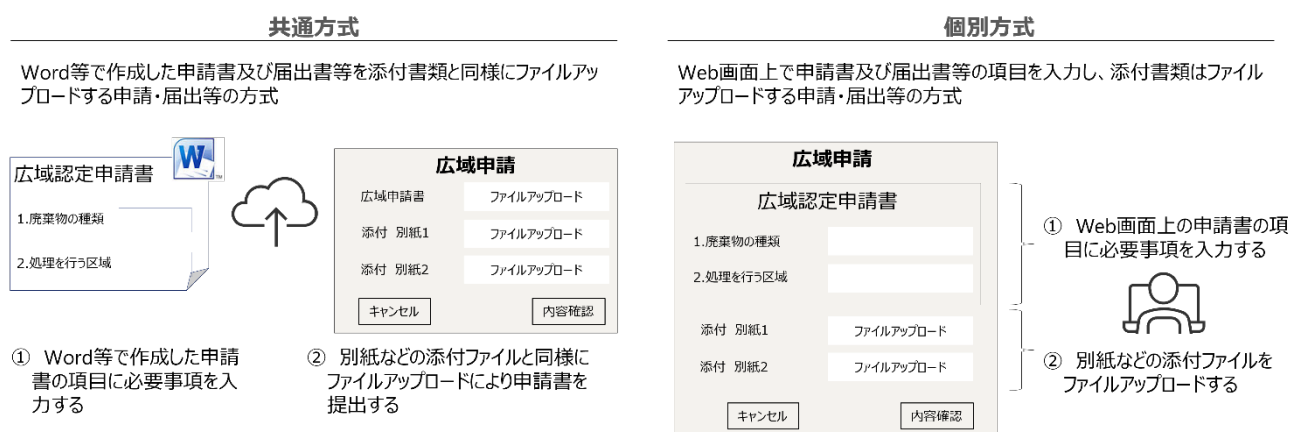 共通方式
Word等で作成した申請書及び届出書等を添付書類と同様にファイルアッ
プロードする申請・届出等の方式
広域認定申請書
W
1.廃棄物の種類
2.処理を行う区域
広域申請
広域申請書 ファイルアップロード
添付 別紙1 ファイルアップロード
添付 別紙2 ファイルアップロード
キャンセル 内容確認
① Word等で作成した申請
書の項目に必要事項を入
力する
② 別紙などの添付ファイルと同様に
ファイルアップロードにより申請書を
提出する
個別方式
Web画面上で申請書及び届出書等の項目を入力し、添付書類はファイル
アップロードする申請・届出等の方式
広域申請
広域認定申請書
1.廃棄物の種類
2.処理を行う区域
添付 別紙1 ファイルアップロード
添付 別紙2 ファイルアップロード
キャンセル 内容確認
① Web画面上の申請書の項
目に必要事項を入力する
② 別紙などの添付ファイルを
ファイルアップロードする